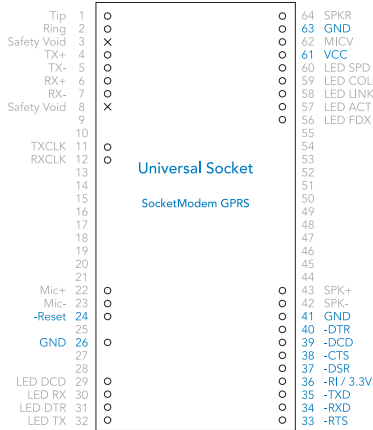 Tip 1 64 SPKR
Ring 2 63 GND
Safety Void 3 62 MICV
TX+ 4 61 VCC
TX- 5 60 LED SPD
RX+ 6 59 LED COL
RX- 7 58 LED LINK
Safety Void 8 57 LED ACT
9 56 LED FDX
10 55
TXCLK 11 54
RXCLK 12 53
13 Universal Socket 52
14 51
15 SocketModem GPRS 50
16 49
17 48
18 47
19 46
20 45
21 44
Mic+ 22 43 SPK+
Mic- 23 42 SPK-
-Reset 24 41 GND
25 40 -DTR
GND 26 39 -DCD
27 38 -CTS
28 37 -DSR
LED DCD 29 36 -RI / 3.3V
LED RX 30 35 -TXD
LED DTR 31 34 -RXD
LED TX 32 33 -RTS